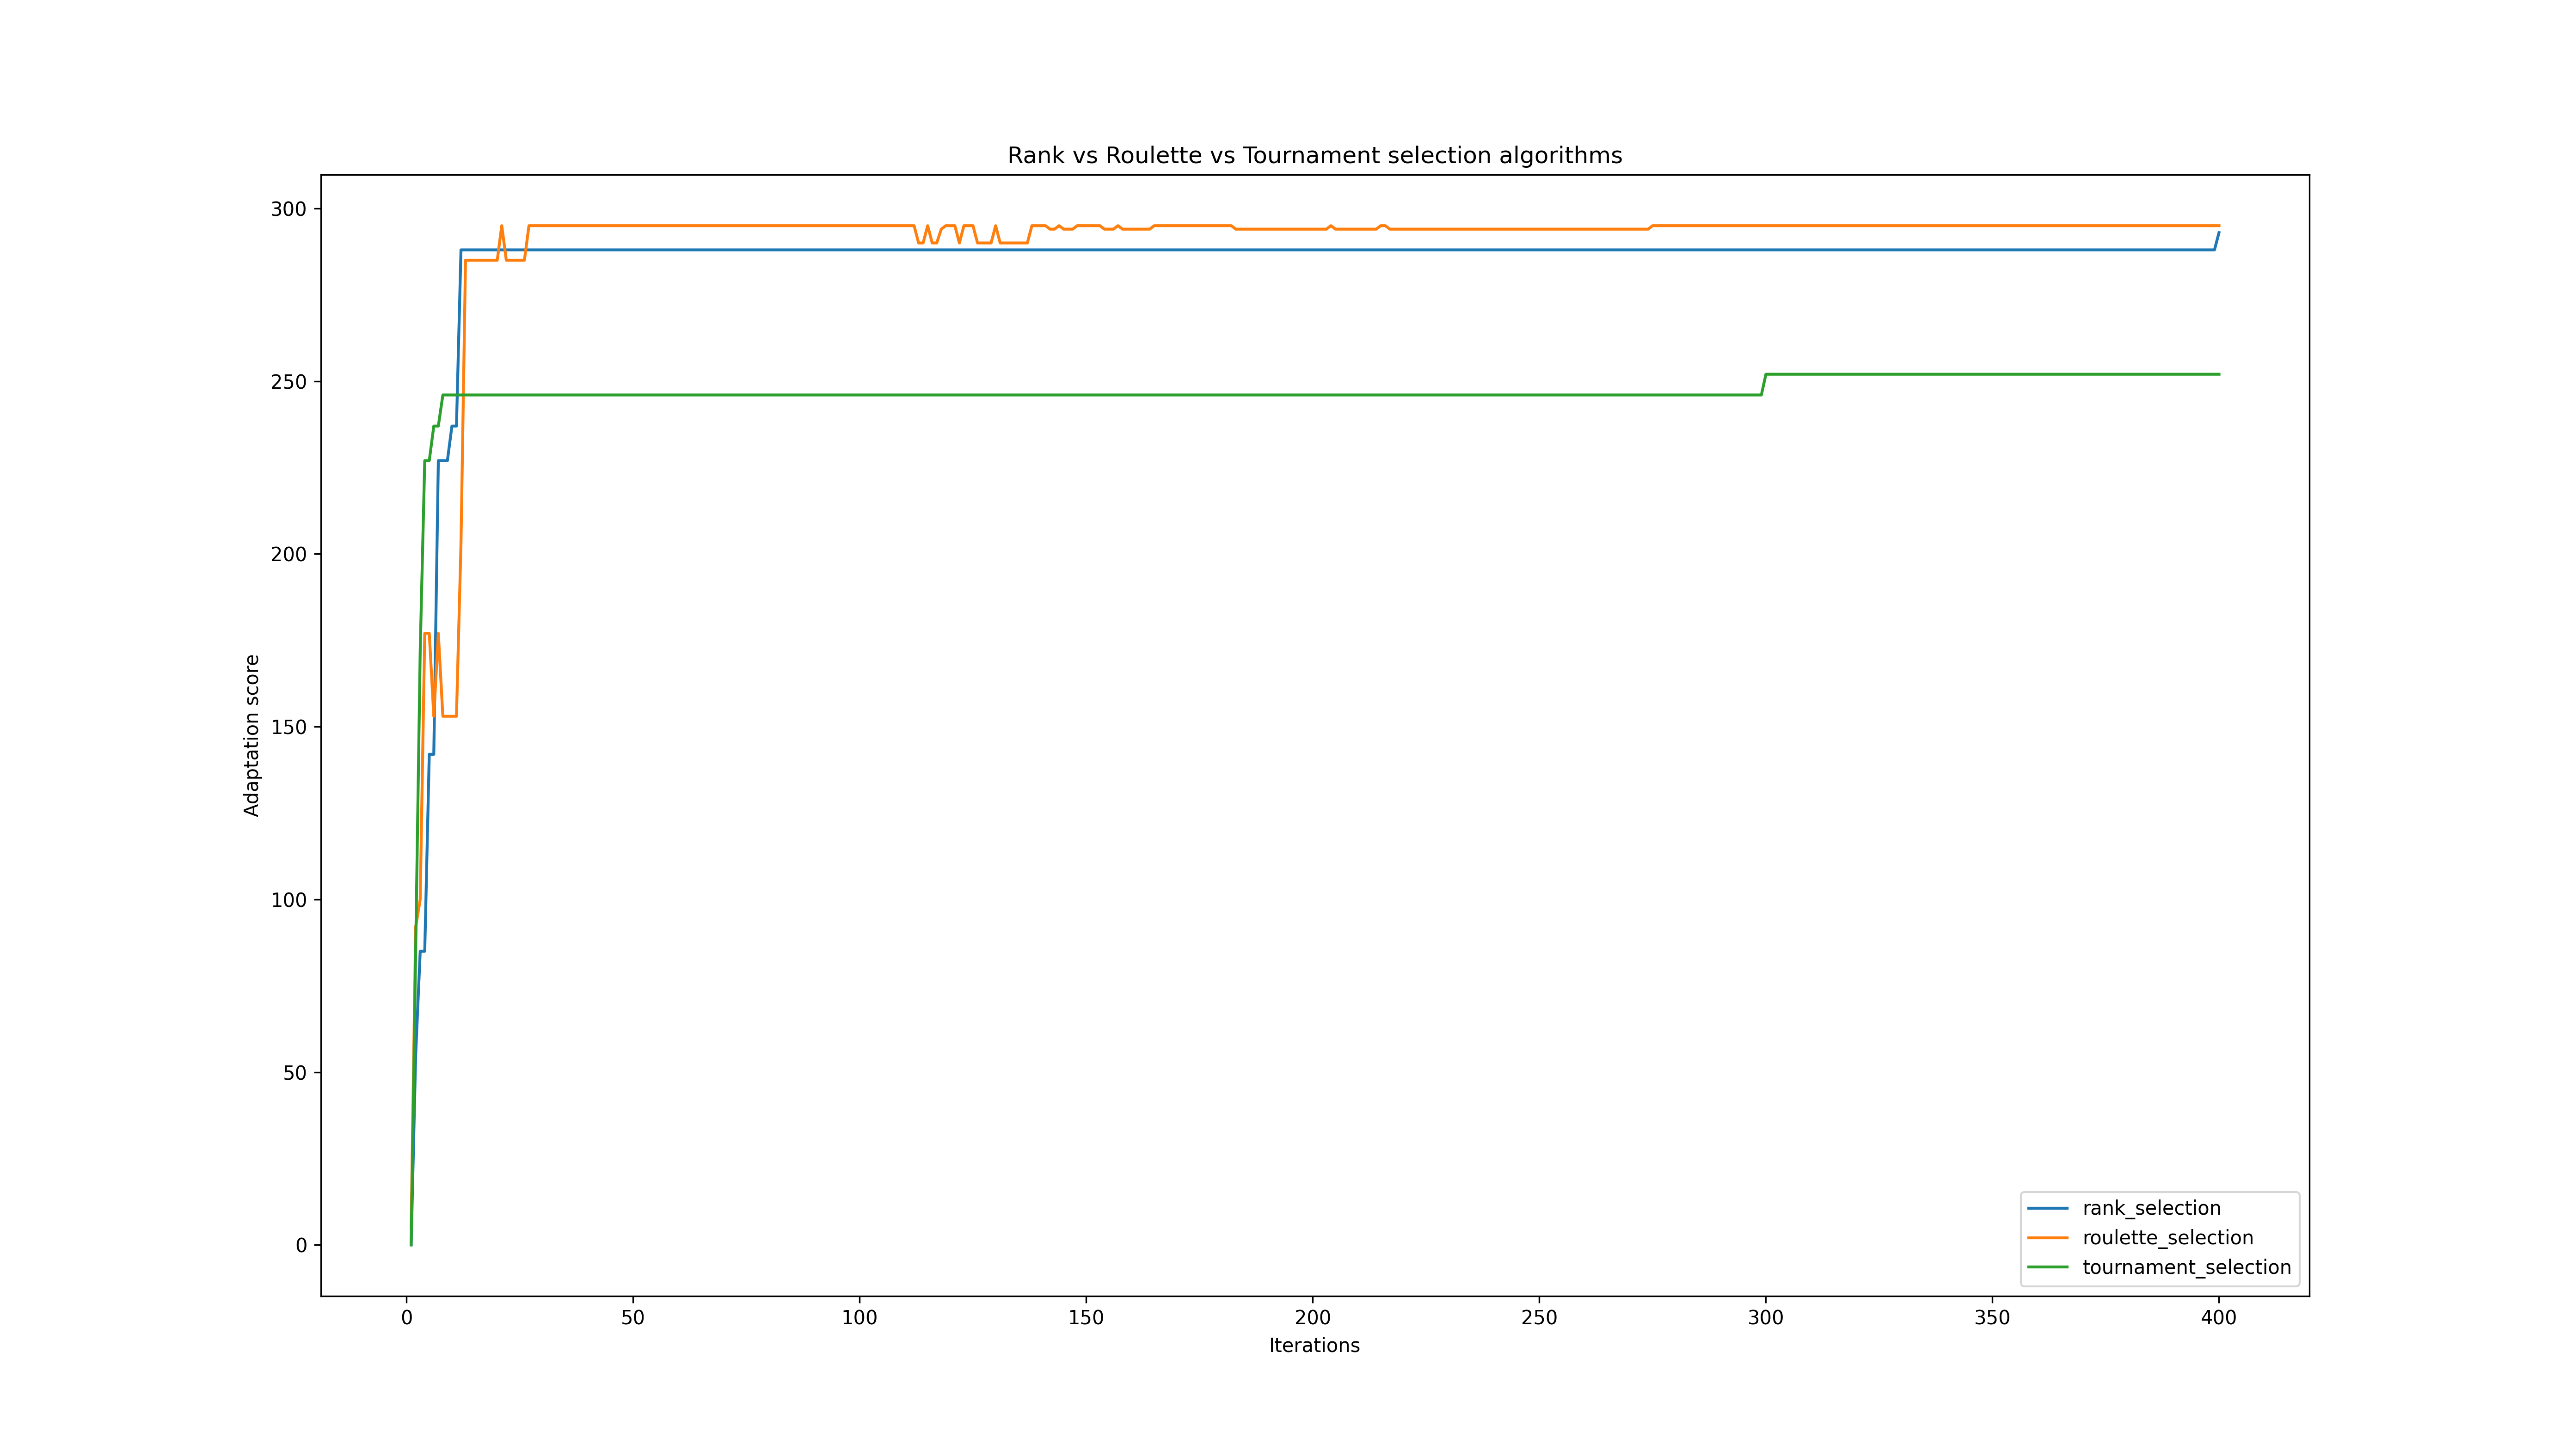 Rank vs Roulette vs Tournament selection algorithms
300
250
200
150
100
50
0
Adaptation score
0 50 100 150 200 250 300 350 400
Iterations
rank_selection
roulette_selection
tournament_selection